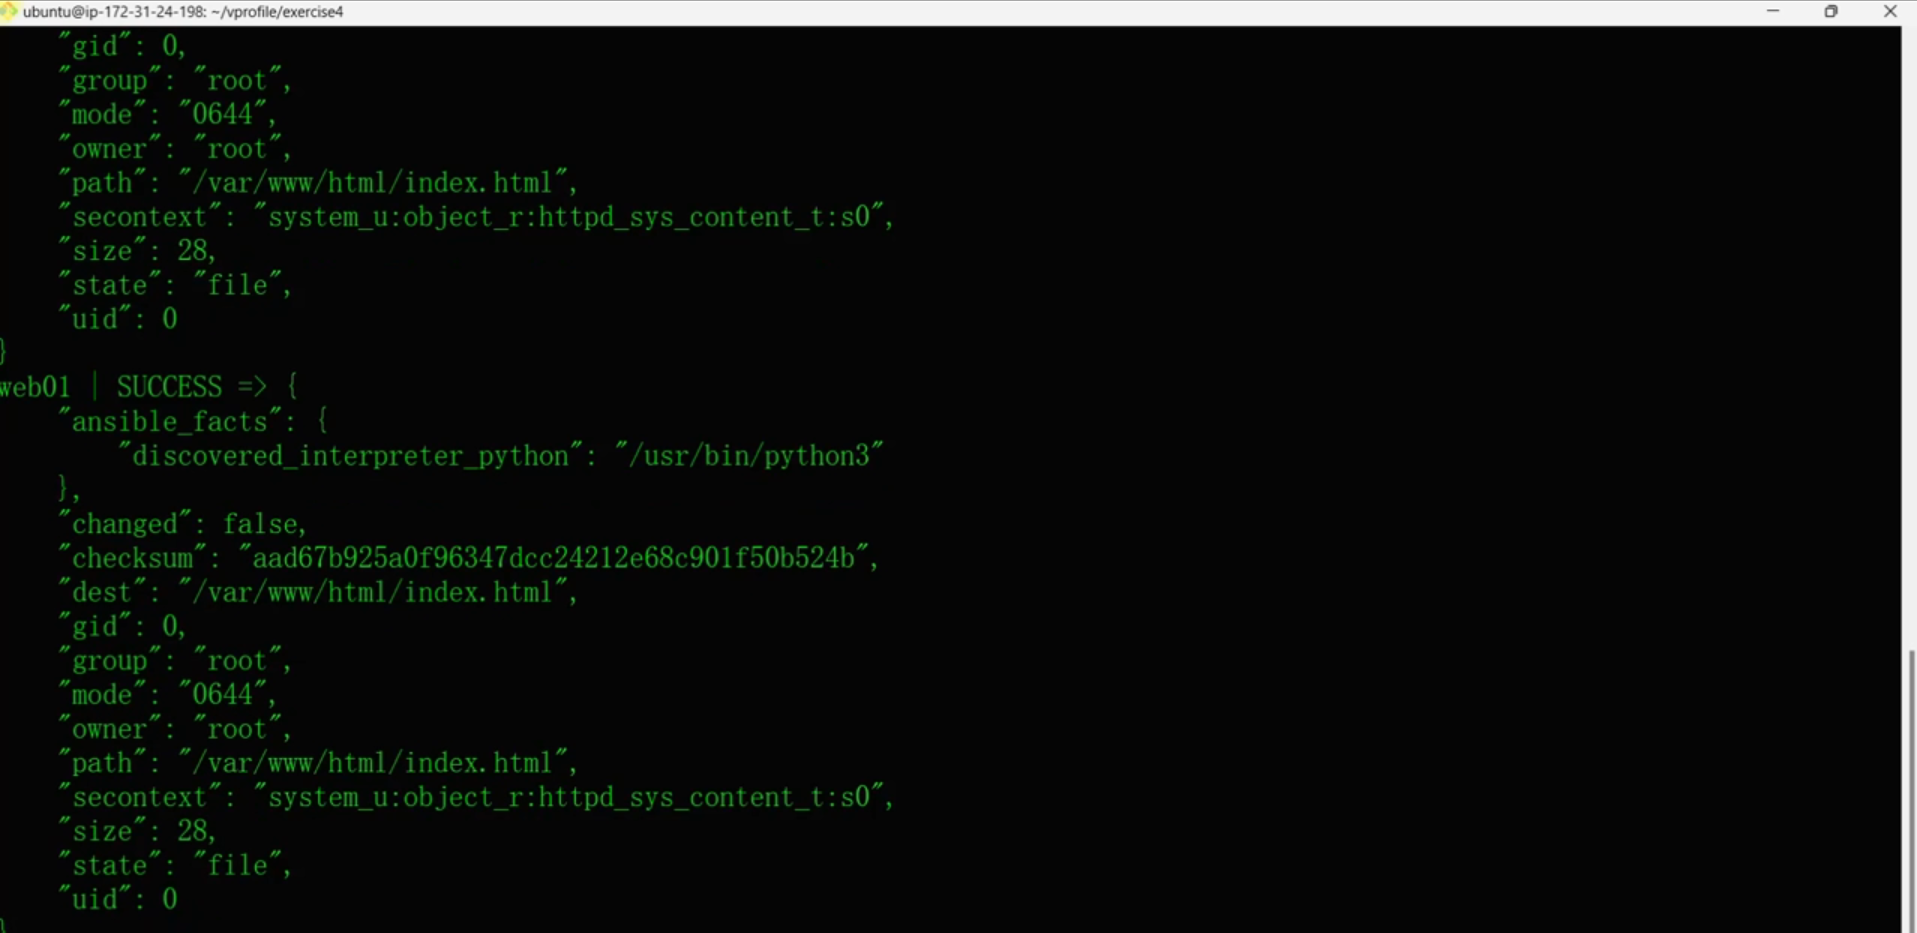 ubuntu@ip-172-31-24-198: ~/vprofile/exercise4
"gid": 0,
"group": "root",
"mode": "0644",
"owner": "root",
"path": "/var/www/html/index.html",
"secontext": "system_u:object_r:httpd_sys_content_t:s0",
"size": 28,
"state": "file",
"uid": 0
}
web01 | SUCCESS => {
"ansible_facts": {
"discovered_interpreter_python": "/usr/bin/python3"
},
"changed": false,
"checksum": "aad67b925a0f96347dcc24212e68c901f50b524b",
"dest": "/var/www/html/index.html",
"gid": 0,
"group": "root",
"mode": "0644",
"owner": "root",
"path": "/var/www/html/index.html",
"secontext": "system_u:object_r:httpd_sys_content_t:s0",
"size": 28,
"state": "file",
"uid": 0
}